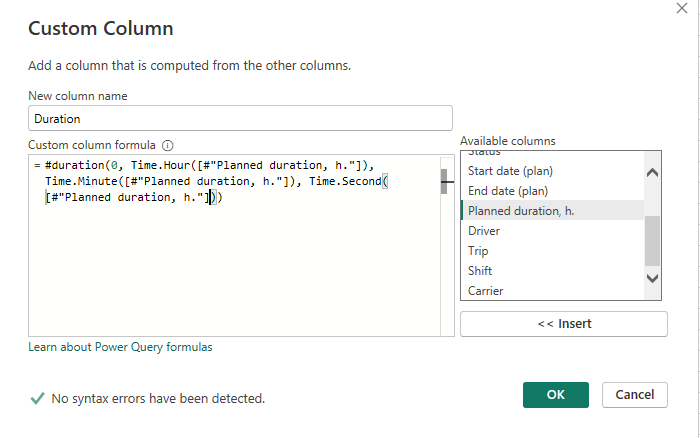 Custom Column
Add a column that is computed from the other columns.
New column name
Duration
Custom column formula
Available columns
= #duration(0, Time.Hour([#"Planned duration, h."]),
Time.Minute([#"Planned duration, h."]), Time.Second(
[#"Planned duration, h."]))
Status
Start date (plan)
End date (plan)
Planned duration, h.
Driver
Trip
Shift
Carrier
<< Insert
Learn about Power Query formulas
No syntax errors have been detected.
OK
Cancel